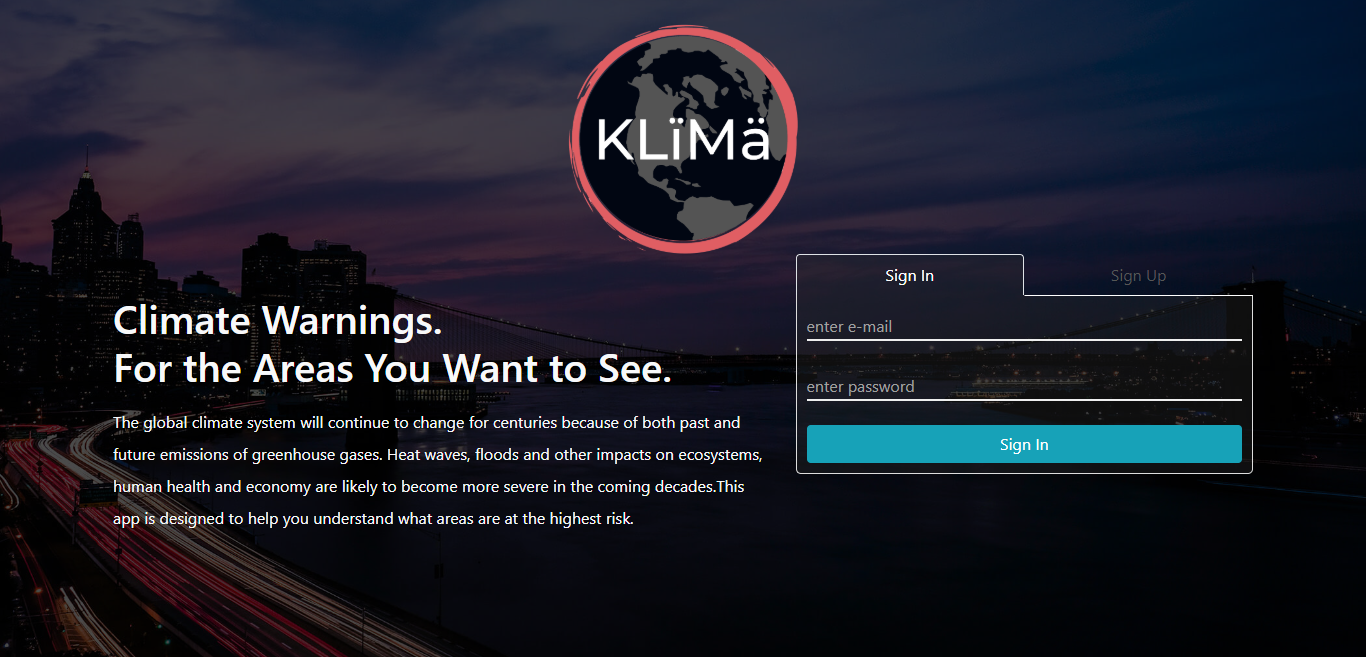 KLïMä
Sign In
Sign Up
Climate Warnings.
For the Areas You Want to See.
The global climate system will continue to change for centuries because of both past and
future emissions of greenhouse gases. Heat waves, floods and other impacts on ecosystems,
human health and economy are likely to become more severe in the coming decades.This
app is designed to help you understand what areas are at the highest risk.
enter e-mail
enter password
Sign In